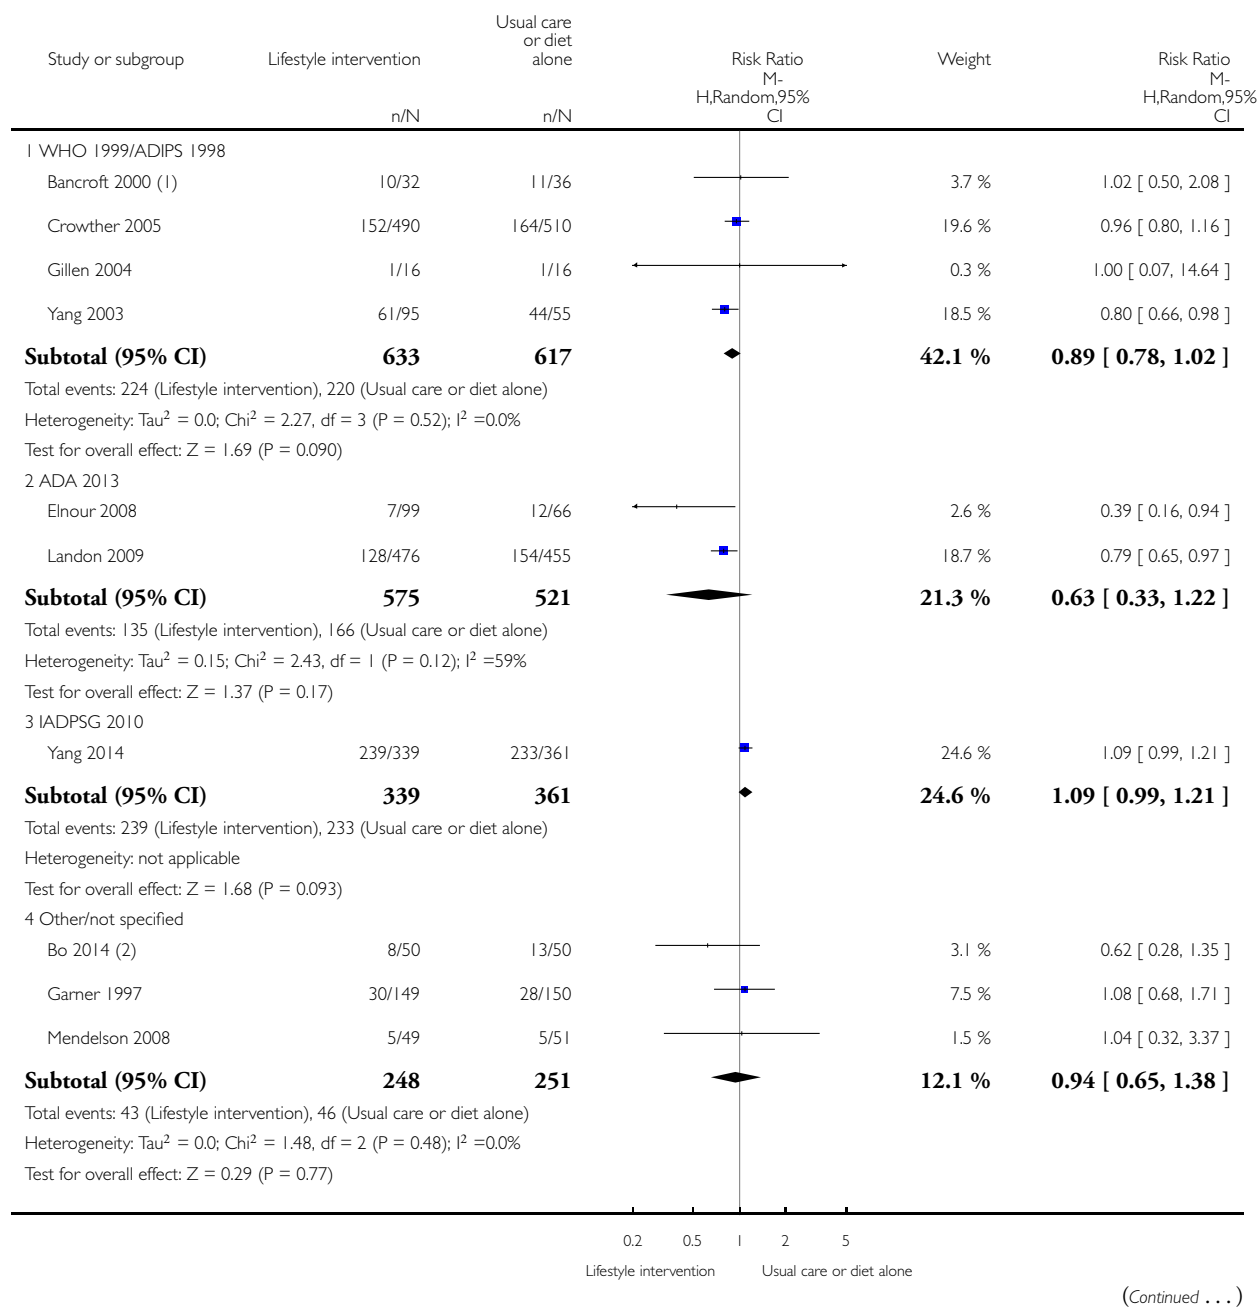 Study or subgroup Lifestyle intervention Usual care or diet alone Risk Ratio Weight Risk Ratio
n/N n/N M-H,Random,95% CI M-H,Random,95% CI
1 WHO 1999/ADIPS 1998
Bancroft 2000 (1) 10/32 11/36 3.7 % 1.02 [ 0.50, 2.08 ]
Crowther 2005 152/490 164/510 19.6 % 0.96 [ 0.80, 1.16 ]
Gillen 2004 1/16 1/16 0.3 % 1.00 [ 0.07, 14.64 ]
Yang 2003 61/95 44/55 18.5 % 0.80 [ 0.66, 0.98 ]
Subtotal (95% CI) 633 617 42.1 % 0.89 [ 0.78, 1.02 ]
Total events: 224 (Lifestyle intervention), 220 (Usual care or diet alone)
Heterogeneity: Tau² = 0.0; Chi² = 2.27, df = 3 (P = 0.52); I² =0.0%
Test for overall effect: Z = 1.69 (P = 0.090)
2 ADA 2013
Elnour 2008 7/99 12/66 2.6 % 0.39 [ 0.16, 0.94 ]
Landon 2009 128/476 154/455 18.7 % 0.79 [ 0.65, 0.97 ]
Subtotal (95% CI) 575 521 21.3 % 0.63 [ 0.33, 1.22 ]
Total events: 135 (Lifestyle intervention), 166 (Usual care or diet alone)
Heterogeneity: Tau² = 0.15; Chi² = 2.43, df = 1 (P = 0.12); I² =59%
Test for overall effect: Z = 1.37 (P = 0.17)
3 IADPSG 2010
Yang 2014 239/339 233/361 24.6 % 1.09 [ 0.99, 1.21 ]
Subtotal (95% CI) 339 361 24.6 % 1.09 [ 0.99, 1.21 ]
Total events: 239 (Lifestyle intervention), 233 (Usual care or diet alone)
Heterogeneity: not applicable
Test for overall effect: Z = 1.68 (P = 0.093)
4 Other/not specified
Bo 2014 (2) 8/50 13/50 3.1 % 0.62 [ 0.28, 1.35 ]
Garner 1997 30/149 28/150 7.5 % 1.08 [ 0.68, 1.71 ]
Mendelson 2008 5/49 5/51 1.5 % 1.04 [ 0.32, 3.37 ]
Subtotal (95% CI) 248 251 12.1 % 0.94 [ 0.65, 1.38 ]
Total events: 43 (Lifestyle intervention), 46 (Usual care or diet alone)
Heterogeneity: Tau² = 0.0; Chi² = 1.48, df = 2 (P = 0.48); I² =0.0%
Test for overall effect: Z = 0.29 (P = 0.77)
0.2 0.5 1 2 5
Lifestyle intervention Usual care or diet alone
(Continued . . . )